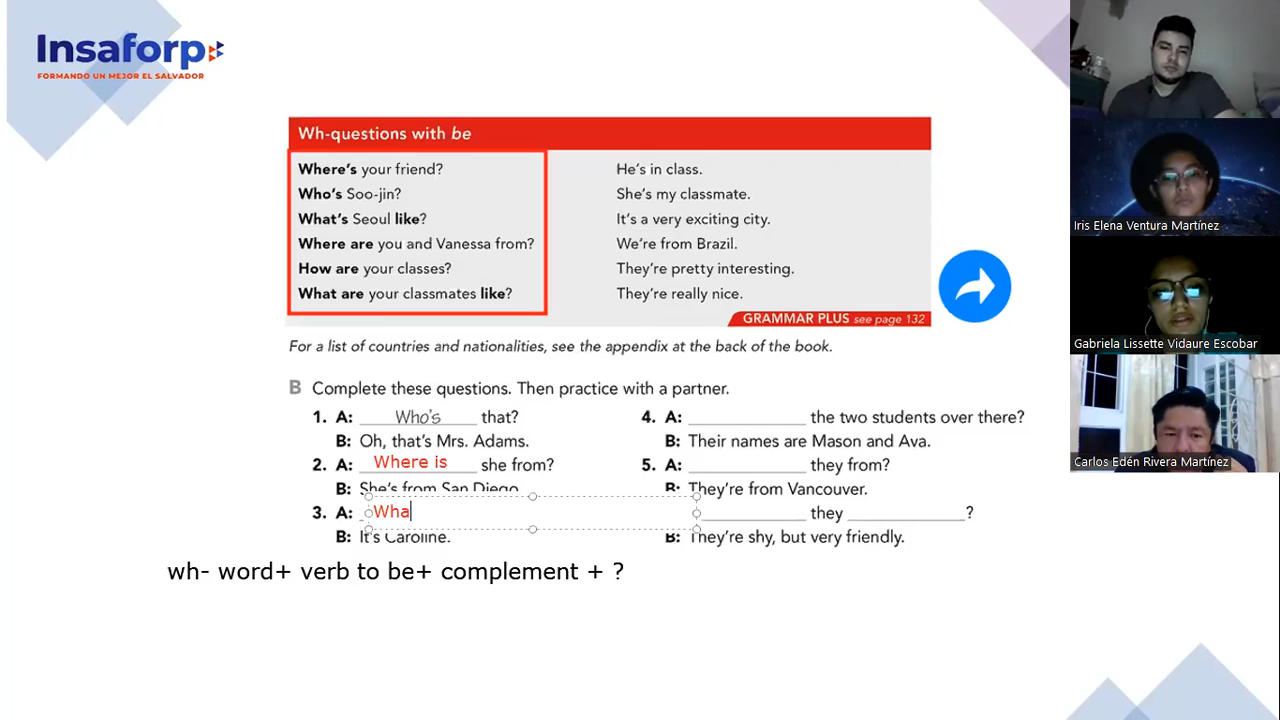 Insaforp
FORMANDO UN MEJOR EL SALVADOR
Wh-questions with be
Where's your friend? He's in class.
Who's Soo-jin? She's my classmate.
What's Seoul like? It's a very exciting city.
Where are you and Vanessa from? We're from Brazil.
How are your classes? They're pretty interesting.
What are your classmates like? They're really nice.
GRAMMAR PLUS see page 132
For a list of countries and nationalities, see the appendix at the back of the book.
B Complete these questions. Then practice with a partner.
1. A: Who's that?
B: Oh, that's Mrs. Adams.
2. A: Where is she from?
B: She's from San Diego.
3. A: Wha
B: It's Caroline.
4. A: the two students over there?
B: Their names are Mason and Ava.
5. A: they from?
B: They're from Vancouver.
they ?
B: They're shy, but very friendly.
wh- word+ verb to be+ complement + ?
Iris Elena Ventura Martínez
Gabriela Lissette Vidaure Escobar
Carlos Edén Rivera Martínez